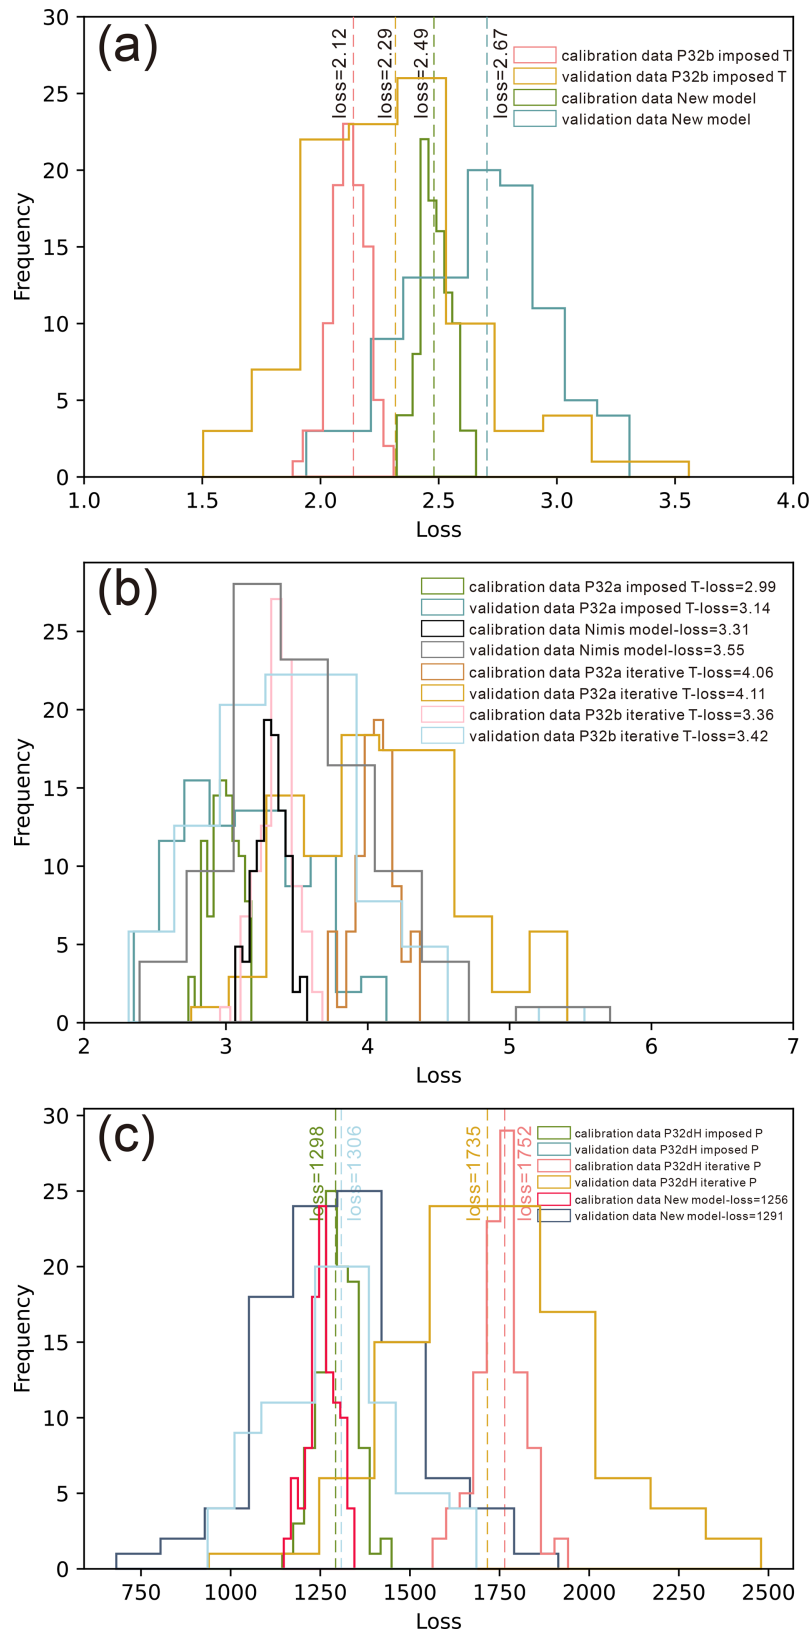 (a)
loss=2.12
loss=2.29
loss=2.49
loss=2.67
calibration data P32b imposed T
validation data P32b imposed T
calibration data New model
validation data New model
30
25
20
15
10
5
0
Frequency
1.0 1.5 2.0 2.5 3.0 3.5 4.0
Loss
(b)
calibration data P32a imposed T-loss=2.99
validation data P32a imposed T-loss=3.14
calibration data Nimis model-loss=3.31
validation data Nimis model-loss=3.55
calibration data P32a iterative T-loss=4.06
validation data P32a iterative T-loss=4.11
calibration data P32b iterative T-loss=3.36
validation data P32b iterative T-loss=3.42
25
20
15
10
5
0
Frequency
2 3 4 5 6 7
Loss
(c)
loss=1298
loss=1306
loss=1735
loss=1752
calibration data P32dH imposed P
validation data P32dH imposed P
calibration data P32dH iterative P
validation data P32dH iterative P
calibration data New model-loss=1256
validation data New model-loss=1291
30
25
20
15
10
5
0
Frequency
750 1000 1250 1500 1750 2000 2250 2500
Loss